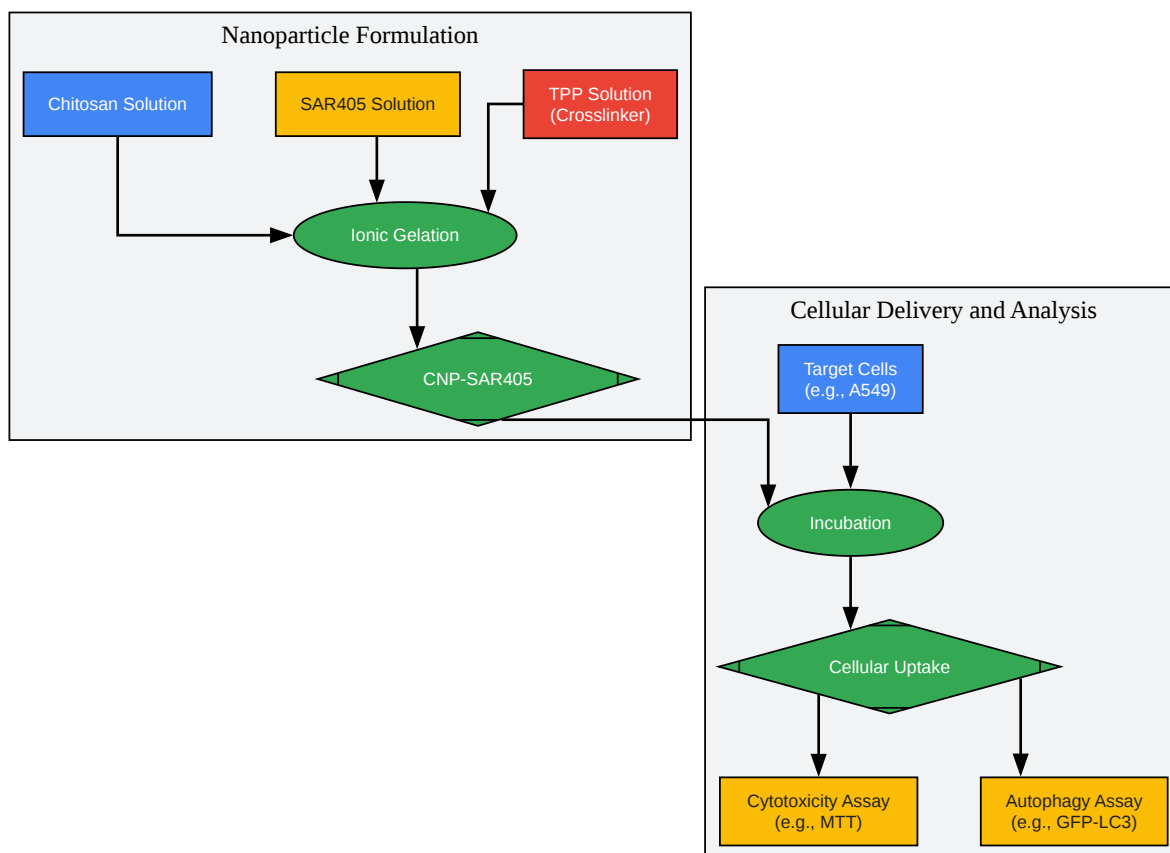 Nanoparticle Formulation
Chitosan Solution
SAR405 Solution
TPP Solution
(Crosslinker)
Ionic Gelation
CNP-SAR405
Cellular Delivery and Analysis
Target Cells
(e.g., A549)
Incubation
Cellular Uptake
Cytotoxicity Assay
(e.g., MTT)
Autophagy Assay
(e.g., GFP-LC3)